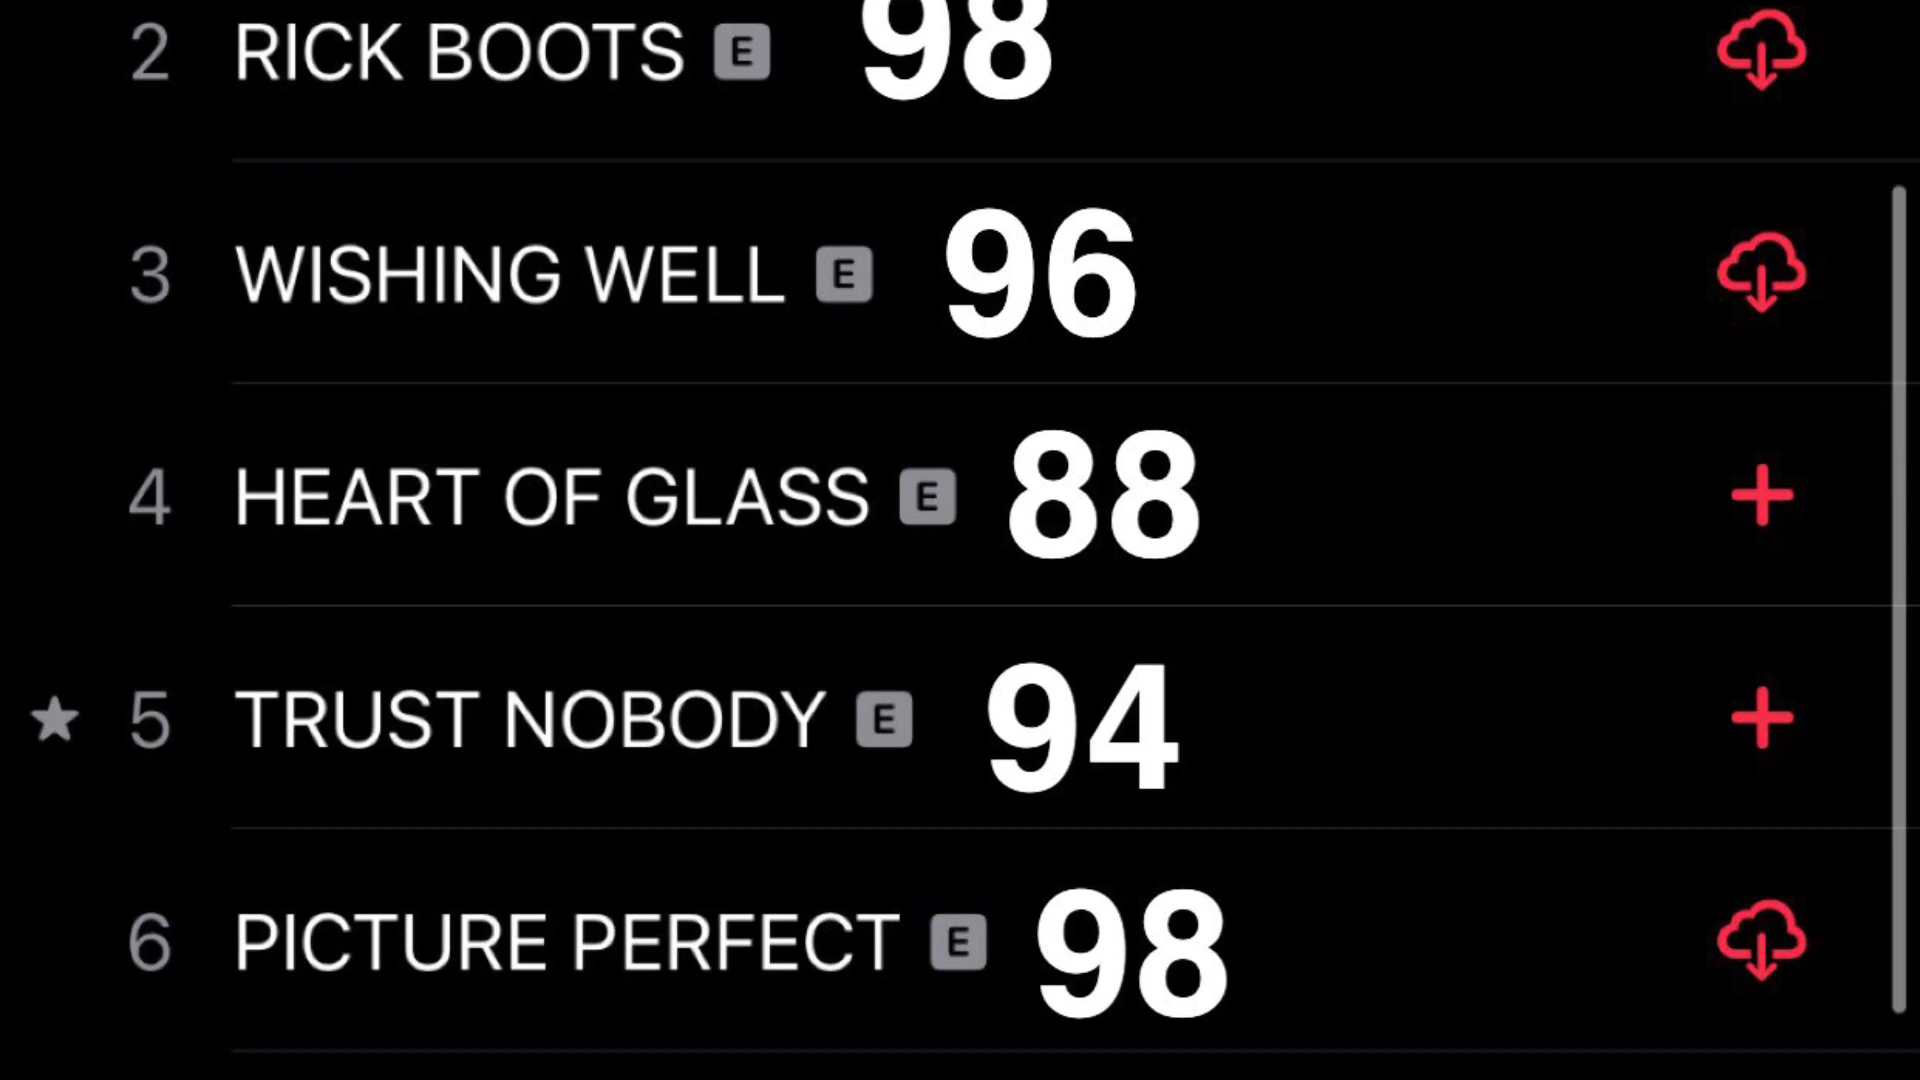 2 RICK BOOTS E 98
3 WISHING WELL E 96
4 HEART OF GLASS E 88
5 TRUST NOBODY E 94
6 PICTURE PERFECT E 98